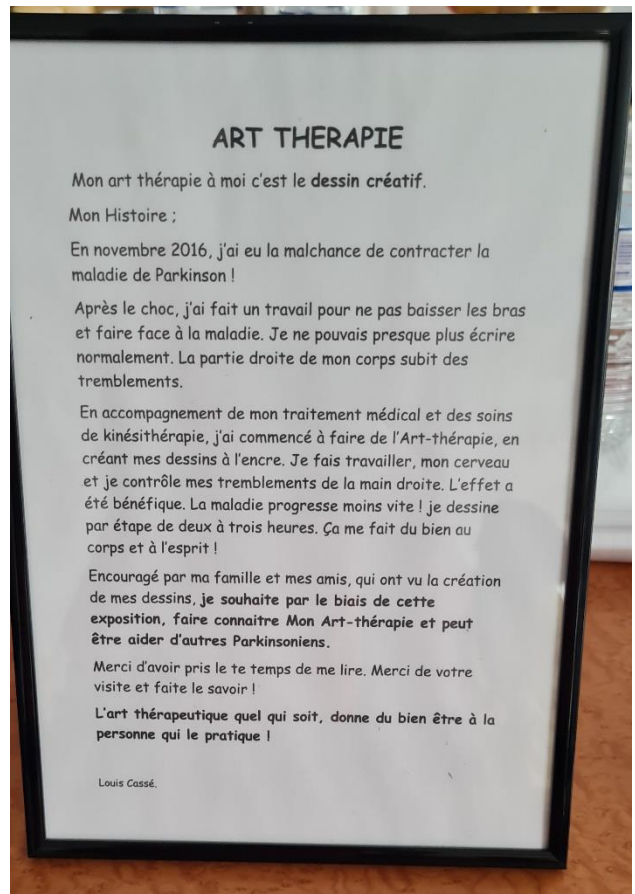 ART THERAPIE
Mon art thérapie à moi c'est le dessin créatif.
Mon Histoire ;
En novembre 2016, j'ai eu la malchance de contracter la
maladie de Parkinson !
Après le choc, j'ai fait un travail pour ne pas baisser les bras
et faire face à la maladie. Je ne pouvais presque plus écrire
normalement. La partie droite de mon corps subit des
tremblements.
En accompagnement de mon traitement médical et des soins
de kinésithérapie, j'ai commencé à faire de l'Art-thérapie, en
créant mes dessins à l'encre. Je fais travailler, mon cerveau
et je contrôle mes tremblements de la main droite. L'effet a
été bénéfique. La maladie progresse moins vite ! je dessine
par étape de deux à trois heures. Ça me fait du bien au
corps et à l'esprit !
Encouragé par ma famille et mes amis, qui ont vu la création
de mes dessins, je souhaite par le biais de cette
exposition, faire connaitre Mon Art-thérapie et peut
être aider d'autres Parkinsoniens.
Merci d'avoir pris le te temps de me lire. Merci de votre
visite et faite le savoir !
L'art thérapeutique quel qui soit, donne du bien être à la
personne qui le pratique !
Louis Cassé.